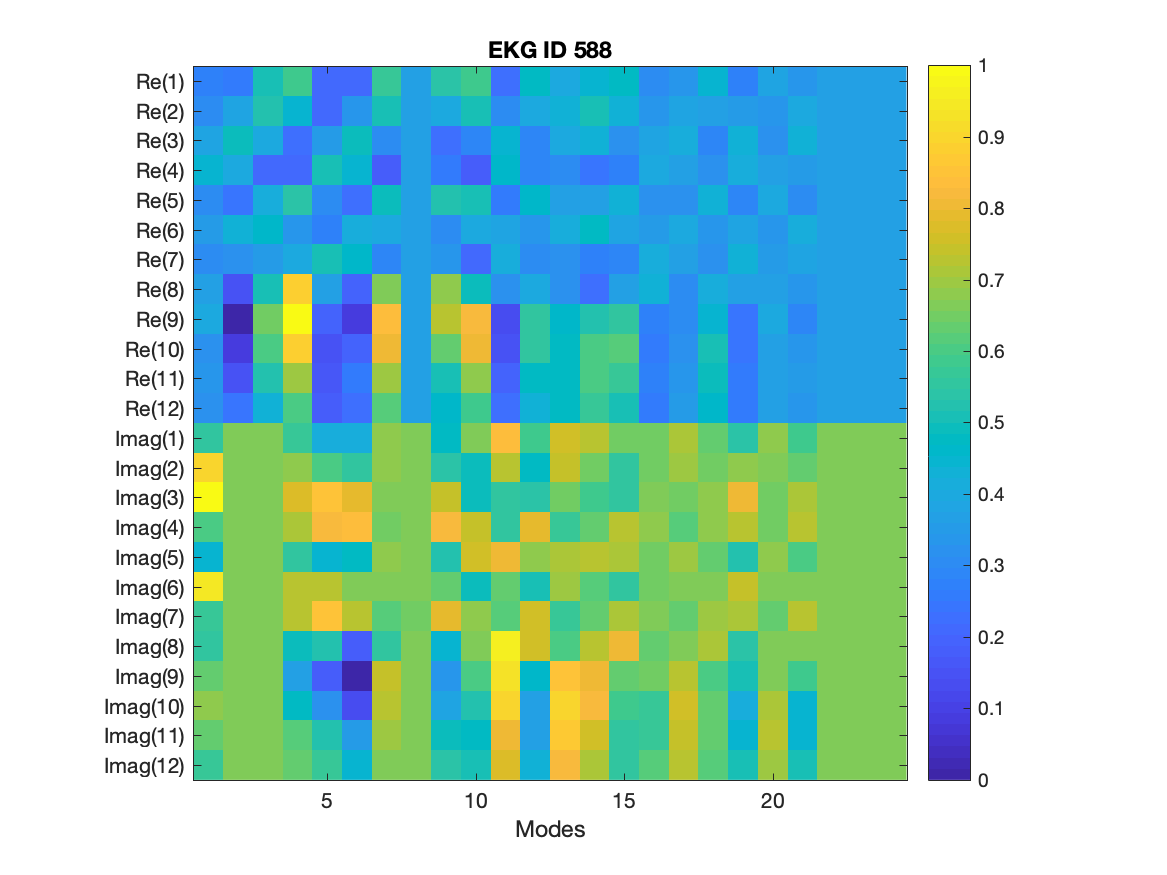 EKG ID 588
Re(1)
Re(2)
Re(3)
Re(4)
Re(5)
Re(6)
Re(7)
Re(8)
Re(9)
Re(10)
Re(11)
Re(12)
Imag(1)
Imag(2)
Imag(3)
Imag(4)
Imag(5)
Imag(6)
Imag(7)
Imag(8)
Imag(9)
Imag(10)
Imag(11)
Imag(12)
5 10 15 20
Modes
1
0.9
0.8
0.7
0.6
0.5
0.4
0.3
0.2
0.1
0